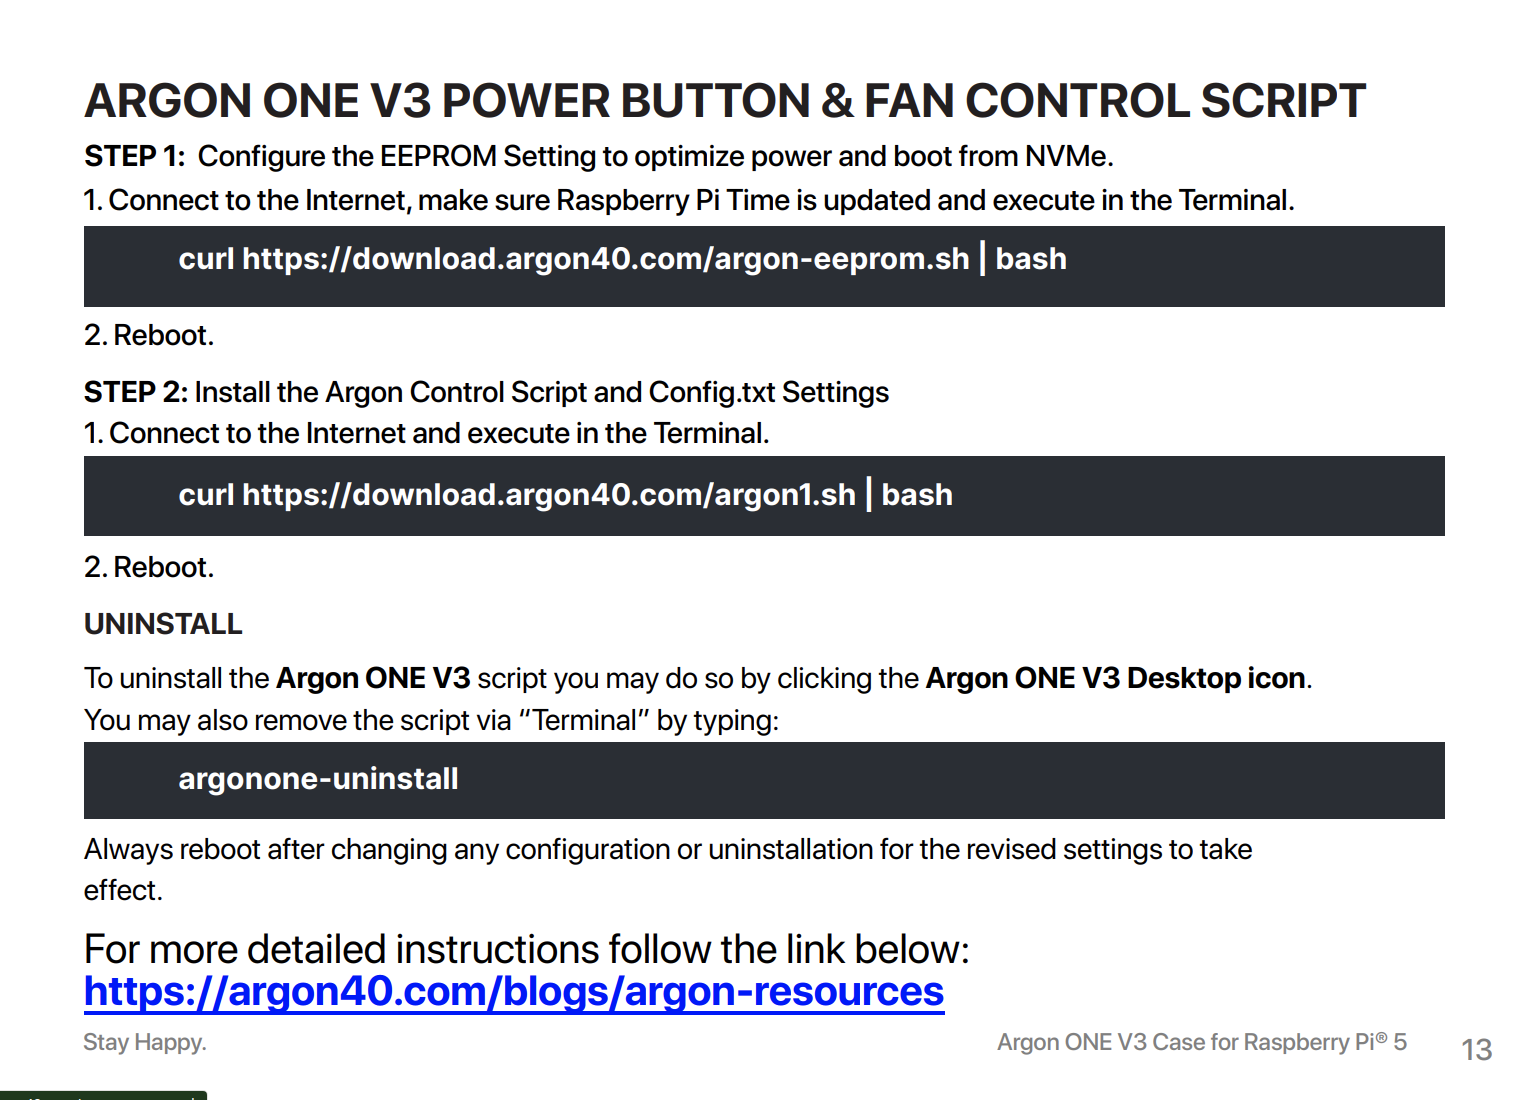 ARGON ONE V3 POWER BUTTON & FAN CONTROL SCRIPT
STEP 1:  Configure the EEPROM Setting to optimize power and boot from NVMe.
1. Connect to the Internet, make sure Raspberry Pi Time is updated and execute in the Terminal.
curl https://download.argon40.com/argon-eeprom.sh | bash
2. Reboot.
STEP 2: Install the Argon Control Script and Config.txt Settings
1. Connect to the Internet and execute in the Terminal.
curl https://download.argon40.com/argon1.sh | bash
2. Reboot.
UNINSTALL
To uninstall the Argon ONE V3 script you may do so by clicking the Argon ONE V3 Desktop icon.
You may also remove the script via “Terminal” by typing:
argonone-uninstall
Always reboot after changing any configuration or uninstallation for the revised settings to take
effect.
For more detailed instructions follow the link below:
https://argon40.com/blogs/argon-resources
Stay Happy.
Argon ONE V3 Case for Raspberry Pi® 5
13